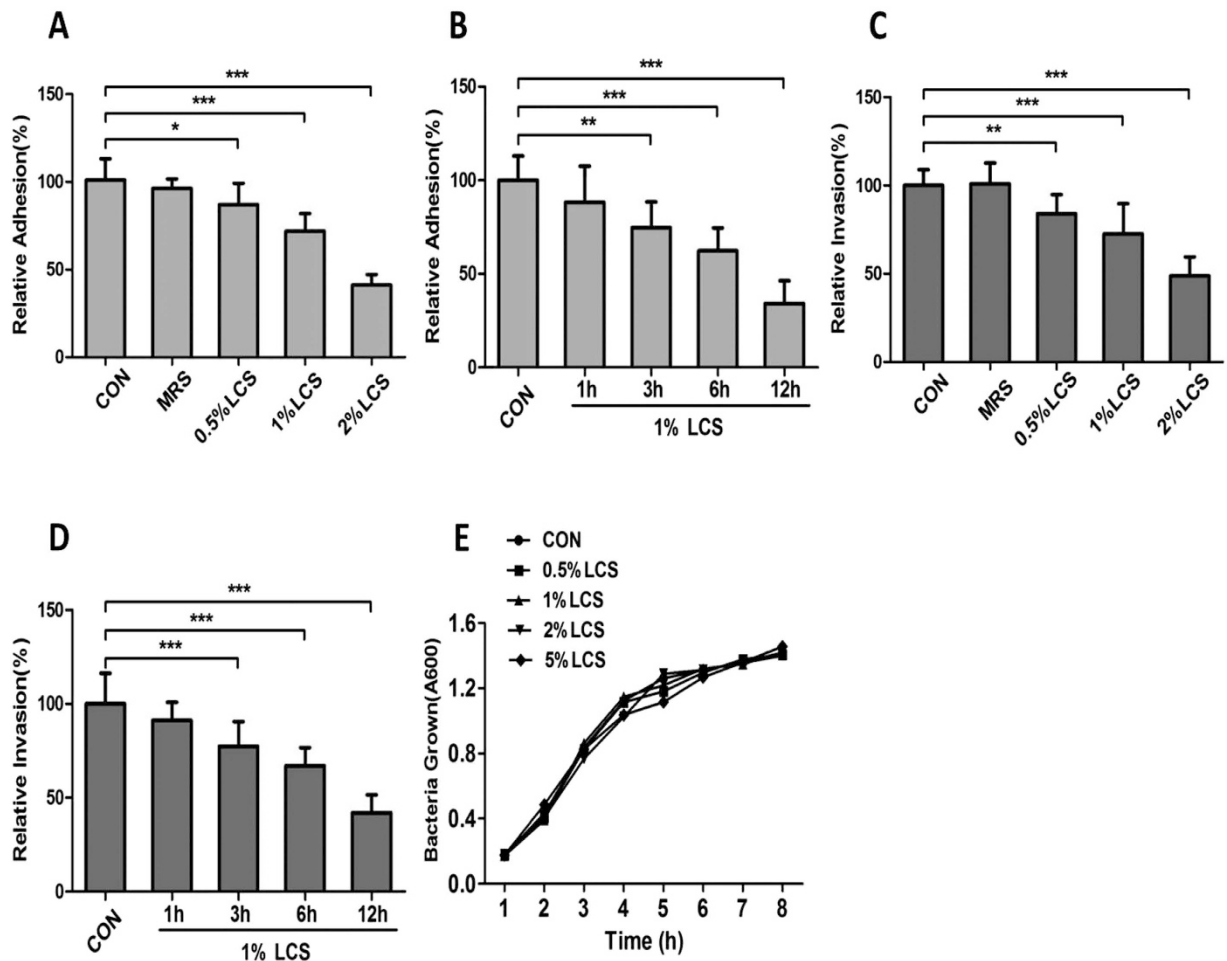 A
Relative Adhesion(%)
150
100
50
0
***
***
*
CON
MRS
0.5%LCS
1%LCS
2%LCS
B
Relative Adhesion(%)
150
100
50
0
***
***
**
CON
1h
3h
6h
12h
1% LCS
C
Relative Invasion(%)
150
100
50
0
***
***
**
CON
MRS
0.5%LCS
1%LCS
2%LCS
D
Relative Invasion(%)
150
100
50
0
***
***
***
CON
1h
3h
6h
12h
1% LCS
E
CON
0.5%LCS
1%LCS
2%LCS
5%LCS
Bacteria Grown(A600)
1.6
1.2
0.8
0.4
0.0
1 2 3 4 5 6 7 8
Time (h)